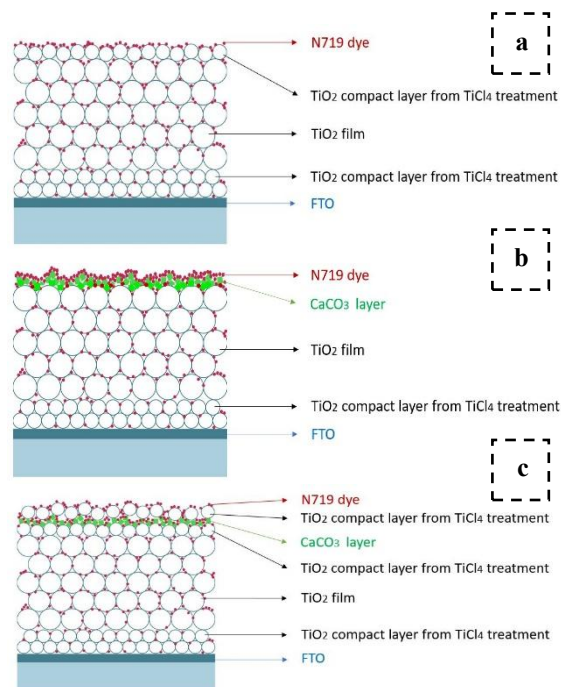 a
N719 dye
TiO2 compact layer from TiCl4 treatment
TiO2 film
TiO2 compact layer from TiCl4 treatment
FTO
b
N719 dye
CaCO3 layer
TiO2 film
TiO2 compact layer from TiCl4 treatment
FTO
c
N719 dye
TiO2 compact layer from TiCl4 treatment
CaCO3 layer
TiO2 compact layer from TiCl4 treatment
TiO2 film
TiO2 compact layer from TiCl4 treatment
FTO